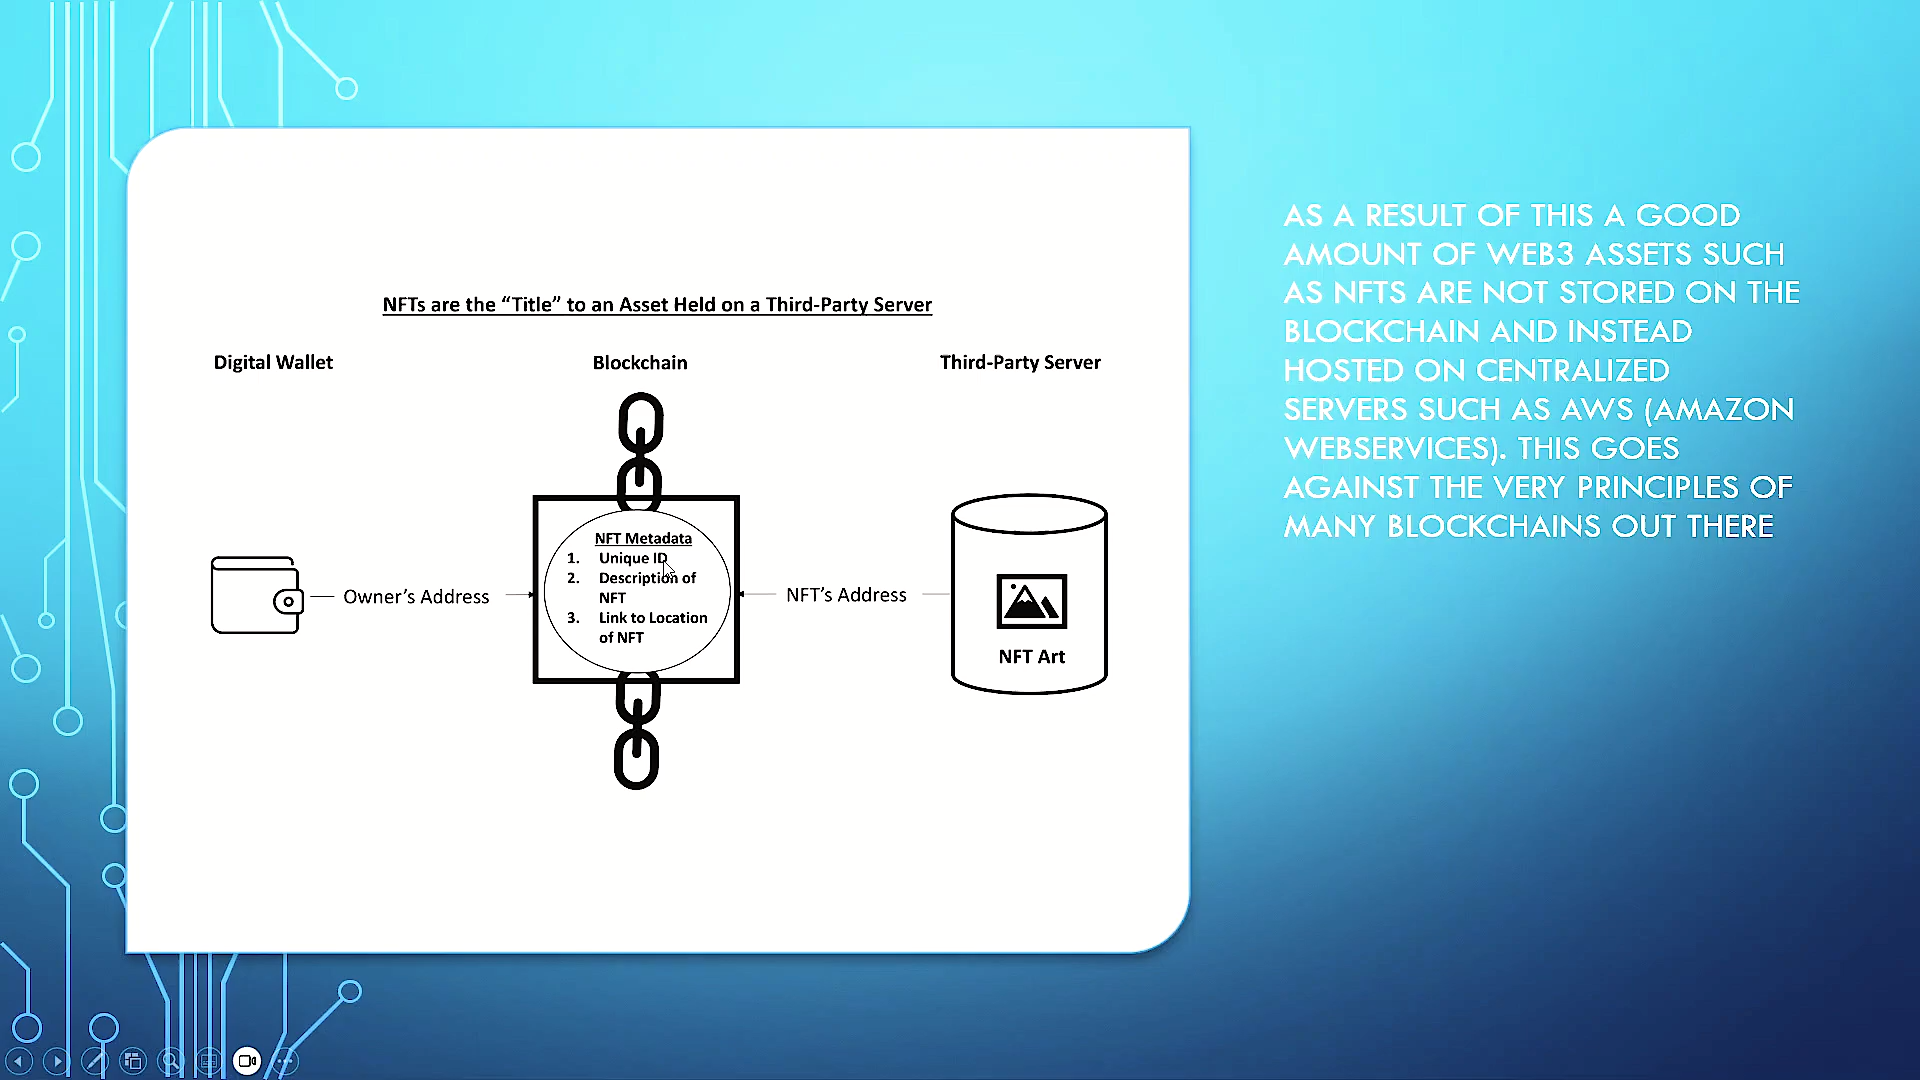 NFTs are the “Title” to an Asset Held on a Third-Party Server
Digital Wallet
Blockchain
Third-Party Server
NFT Metadata
1. Unique ID
2. Description of
NFT
3. Link to Location
of NFT
Owner’s Address
NFT’s Address
NFT Art
AS A RESULT OF THIS A GOOD
AMOUNT OF WEB3 ASSETS SUCH
AS NFTS ARE NOT STORED ON THE
BLOCKCHAIN AND INSTEAD
HOSTED ON CENTRALIZED
SERVERS SUCH AS AWS (AMAZON
WEBSERVICES). THIS GOES
AGAINST THE VERY PRINCIPLES OF
MANY BLOCKCHAINS OUT THERE